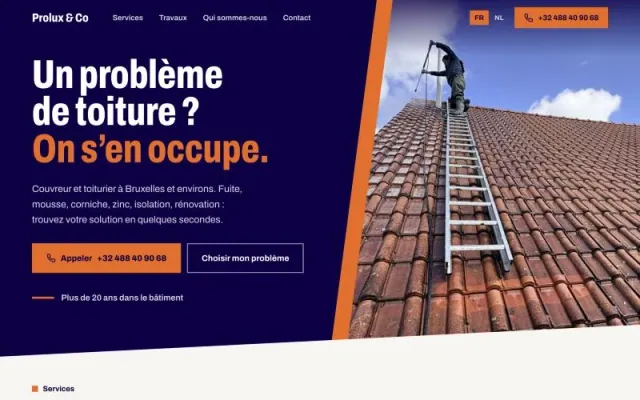 Prolux & Co
Services
Travaux
Qui sommes-nous
Contact
FR
NL
+32 488 40 90 68
Un problème
de toiture ?
On s’en occupe.
Couvreur et toiturier à Bruxelles et environs. Fuite,
mousse, corniche, zinc, isolation, rénovation :
trouvez votre solution en quelques secondes.
Appeler +32 488 40 90 68
Choisir mon problème
Plus de 20 ans dans le bâtiment
Services